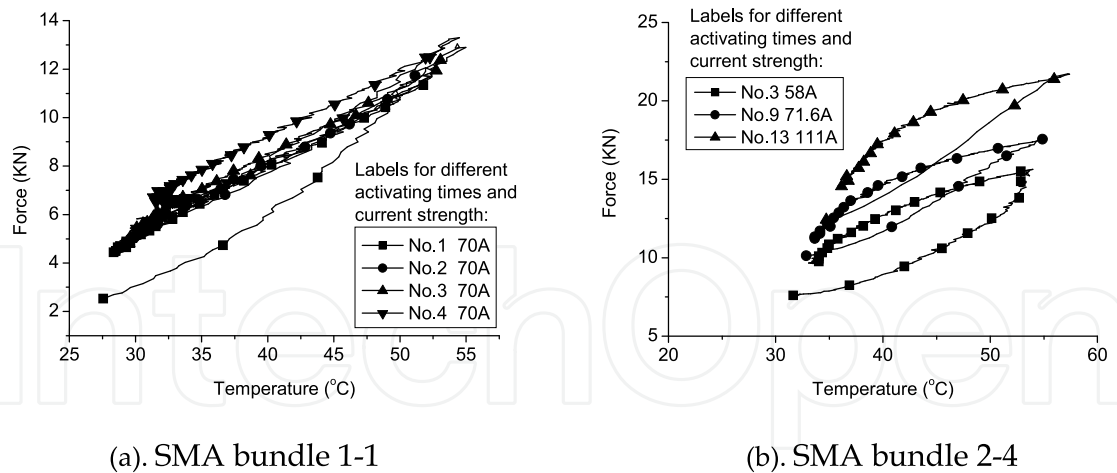 14
12
10
8
6
4
2
Force (KN)
25 30 35 40 45 50 55
Temperature (°C)
Labels for different
activating times and
current strength:
No.1 70A
No.2 70A
No.3 70A
No.4 70A
(a). SMA bundle 1-1
25
20
15
10
5
Force (KN)
20 30 40 50 60
Temperature (°C)
Labels for different
activating times and
current strength:
No.3 58A
No.9 71.6A
No.13 111A
(b). SMA bundle 2-4
IntechOpen